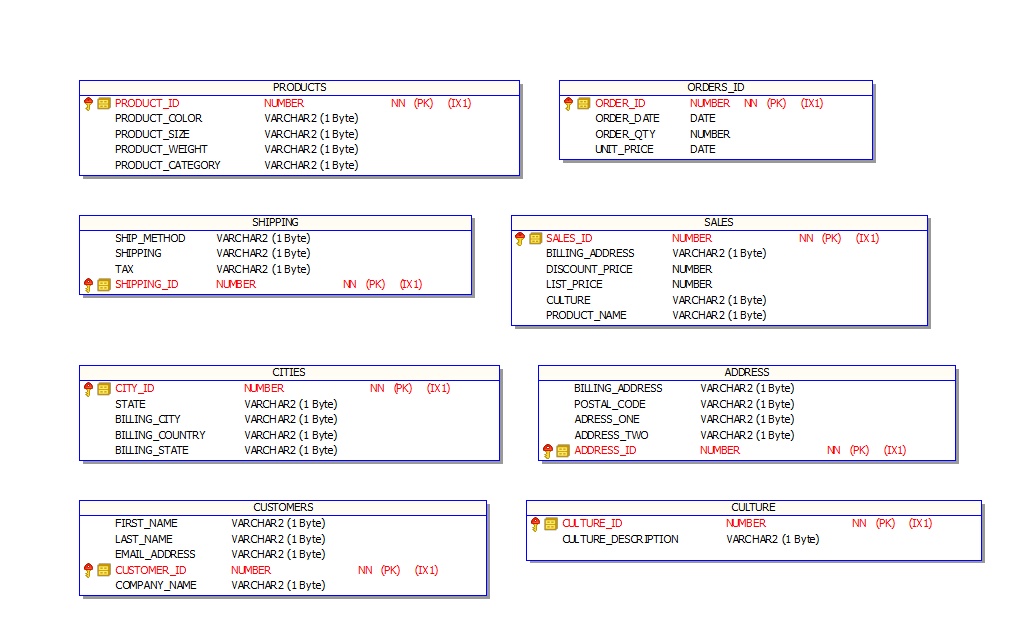 PRODUCTS
PRODUCT_ID NUMBER NN (PK) (IX1)
PRODUCT_COLOR VARCHAR2 (1 Byte)
PRODUCT_SIZE VARCHAR2 (1 Byte)
PRODUCT_WEIGHT VARCHAR2 (1 Byte)
PRODUCT_CATEGORY VARCHAR2 (1 Byte)
ORDERS_ID
ORDER_ID NUMBER NN (PK) (IX1)
ORDER_DATE DATE
ORDER_QTY NUMBER
UNIT_PRICE DATE
SHIPPING
SHIP_METHOD VARCHAR2 (1 Byte)
SHIPPING VARCHAR2 (1 Byte)
TAX VARCHAR2 (1 Byte)
SHIPPING_ID NUMBER NN (PK) (IX1)
SALES
SALES_ID NUMBER NN (PK) (IX1)
BILLING_ADDRESS VARCHAR2 (1 Byte)
DISCOUNT_PRICE NUMBER
LIST_PRICE NUMBER
CULTURE VARCHAR2 (1 Byte)
PRODUCT_NAME VARCHAR2 (1 Byte)
CITIES
CITY_ID NUMBER NN (PK) (IX1)
STATE VARCHAR2 (1 Byte)
BILLING_CITY VARCHAR2 (1 Byte)
BILLING_COUNTRY VARCHAR2 (1 Byte)
BILLING_STATE VARCHAR2 (1 Byte)
ADDRESS
BILLING_ADDRESS VARCHAR2 (1 Byte)
POSTAL_CODE VARCHAR2 (1 Byte)
ADRESS_ONE VARCHAR2 (1 Byte)
ADDRESS_TWO VARCHAR2 (1 Byte)
ADDRESS_ID NUMBER NN (PK) (IX1)
CUSTOMERS
FIRST_NAME VARCHAR2 (1 Byte)
LAST_NAME VARCHAR2 (1 Byte)
EMAIL_ADDRESS VARCHAR2 (1 Byte)
CUSTOMER_ID NUMBER NN (PK) (IX1)
COMPANY_NAME VARCHAR2 (1 Byte)
CULTURE
CULTURE_ID NUMBER NN (PK) (IX1)
CULTURE_DESCRIPTION VARCHAR2 (1 Byte)